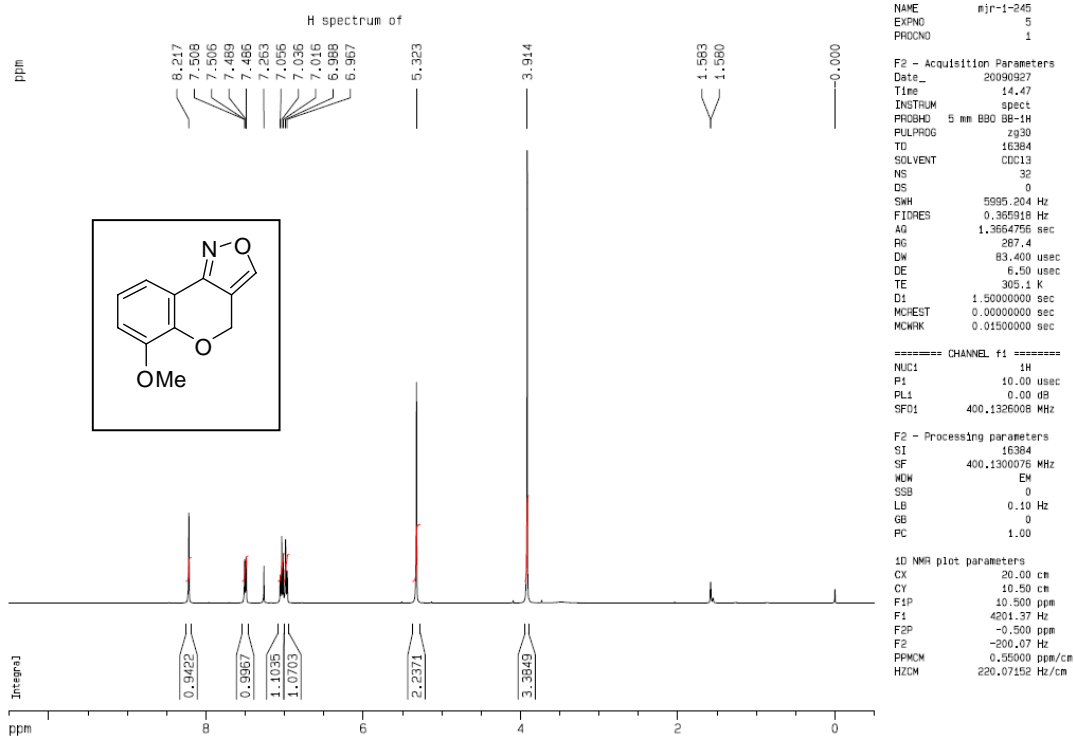 H spectrum of
ppm
8.217
7.508
7.506
7.489
7.486
7.263
7.056
7.036
7.016
6.988
6.967
5.323
3.914
1.583
1.580
-0.000
N O
O
OMe
Integral
0.9422
0.9967
1.1035
1.0703
2.2371
3.3849
ppm 8 6 4 2 0
NAME mjr-1-245
EXPNO 5
PROCNO 1
F2 - Acquisition Parameters
Date_ 20090927
Time 14.47
INSTRUM spect
PROBHD 5 mm BBO BB-1H
PULPROG zg30
TD 16384
SOLVENT CDCl3
NS 32
DS 0
SWH 5995.204 Hz
FIDRES 0.365918 Hz
AQ 1.3664756 sec
RG 287.4
DW 83.400 usec
DE 6.50 usec
TE 305.1 K
D1 1.50000000 sec
MCREST 0.00000000 sec
MCWRK 0.01500000 sec
======== CHANNEL f1 ========
NUC1 1H
P1 10.00 usec
PL1 0.00 dB
SFO1 400.1326008 MHz
F2 - Processing parameters
SI 16384
SF 400.1300076 MHz
WDW EM
SSB 0
LB 0.10 Hz
GB 0
PC 1.00
1D NMR plot parameters
CX 20.00 cm
CY 10.50 cm
F1P 10.500 ppm
F1 4201.37 Hz
F2P -0.500 ppm
F2 -200.07 Hz
PPMCM 0.55000 ppm/cm
HZCM 220.07152 Hz/cm